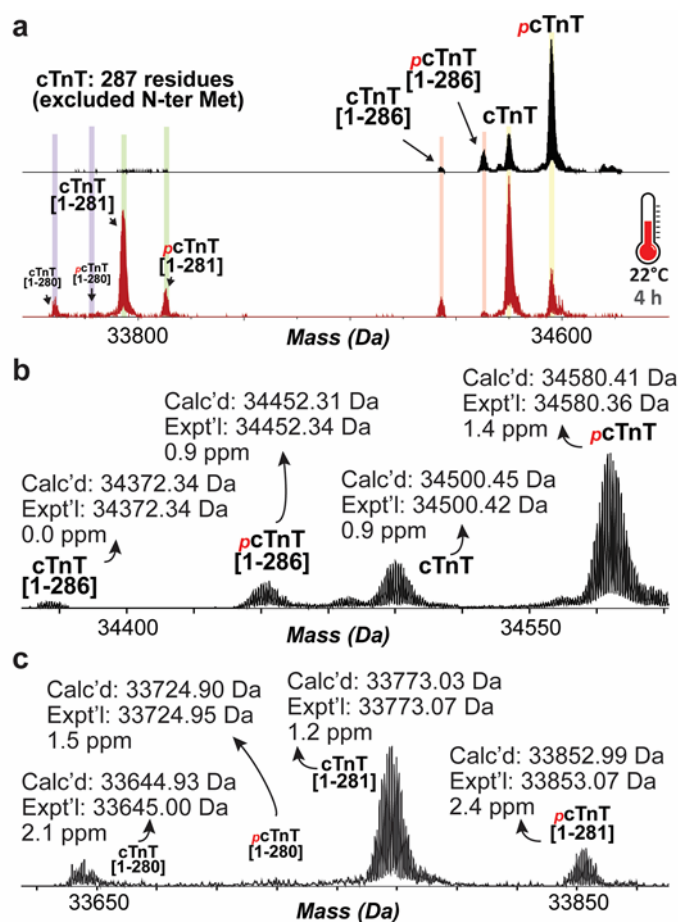 a
cTnT: 287 residues
(excluded N-ter Met)
pcTnT
pcTnT
[1-286]
cTnT
[1-286]
cTnT
cTnT
[1-281]
cTnT
[1-280]
pcTnT
[1-280]
pcTnT
[1-281]
22°C
4 h
33800
Mass (Da)
34600
b
Calc'd: 34580.41 Da
Expt'l: 34580.36 Da
1.4 ppm
pcTnT
Calc'd: 34452.31 Da
Expt'l: 34452.34 Da
0.9 ppm
Calc'd: 34500.45 Da
Expt'l: 34500.42 Da
0.9 ppm
Calc'd: 34372.34 Da
Expt'l: 34372.34 Da
0.0 ppm
cTnT
[1-286]
pcTnT
[1-286]
cTnT
34400
Mass (Da)
34550
c
Calc'd: 33724.90 Da
Expt'l: 33724.95 Da
1.5 ppm
Calc'd: 33773.03 Da
Expt'l: 33773.07 Da
1.2 ppm
cTnT
[1-281]
Calc'd: 33852.99 Da
Expt'l: 33853.07 Da
2.4 ppm
Calc'd: 33644.93 Da
Expt'l: 33645.00 Da
2.1 ppm
cTnT
[1-280]
pcTnT
[1-280]
pcTnT
[1-281]
33650
Mass (Da)
33850